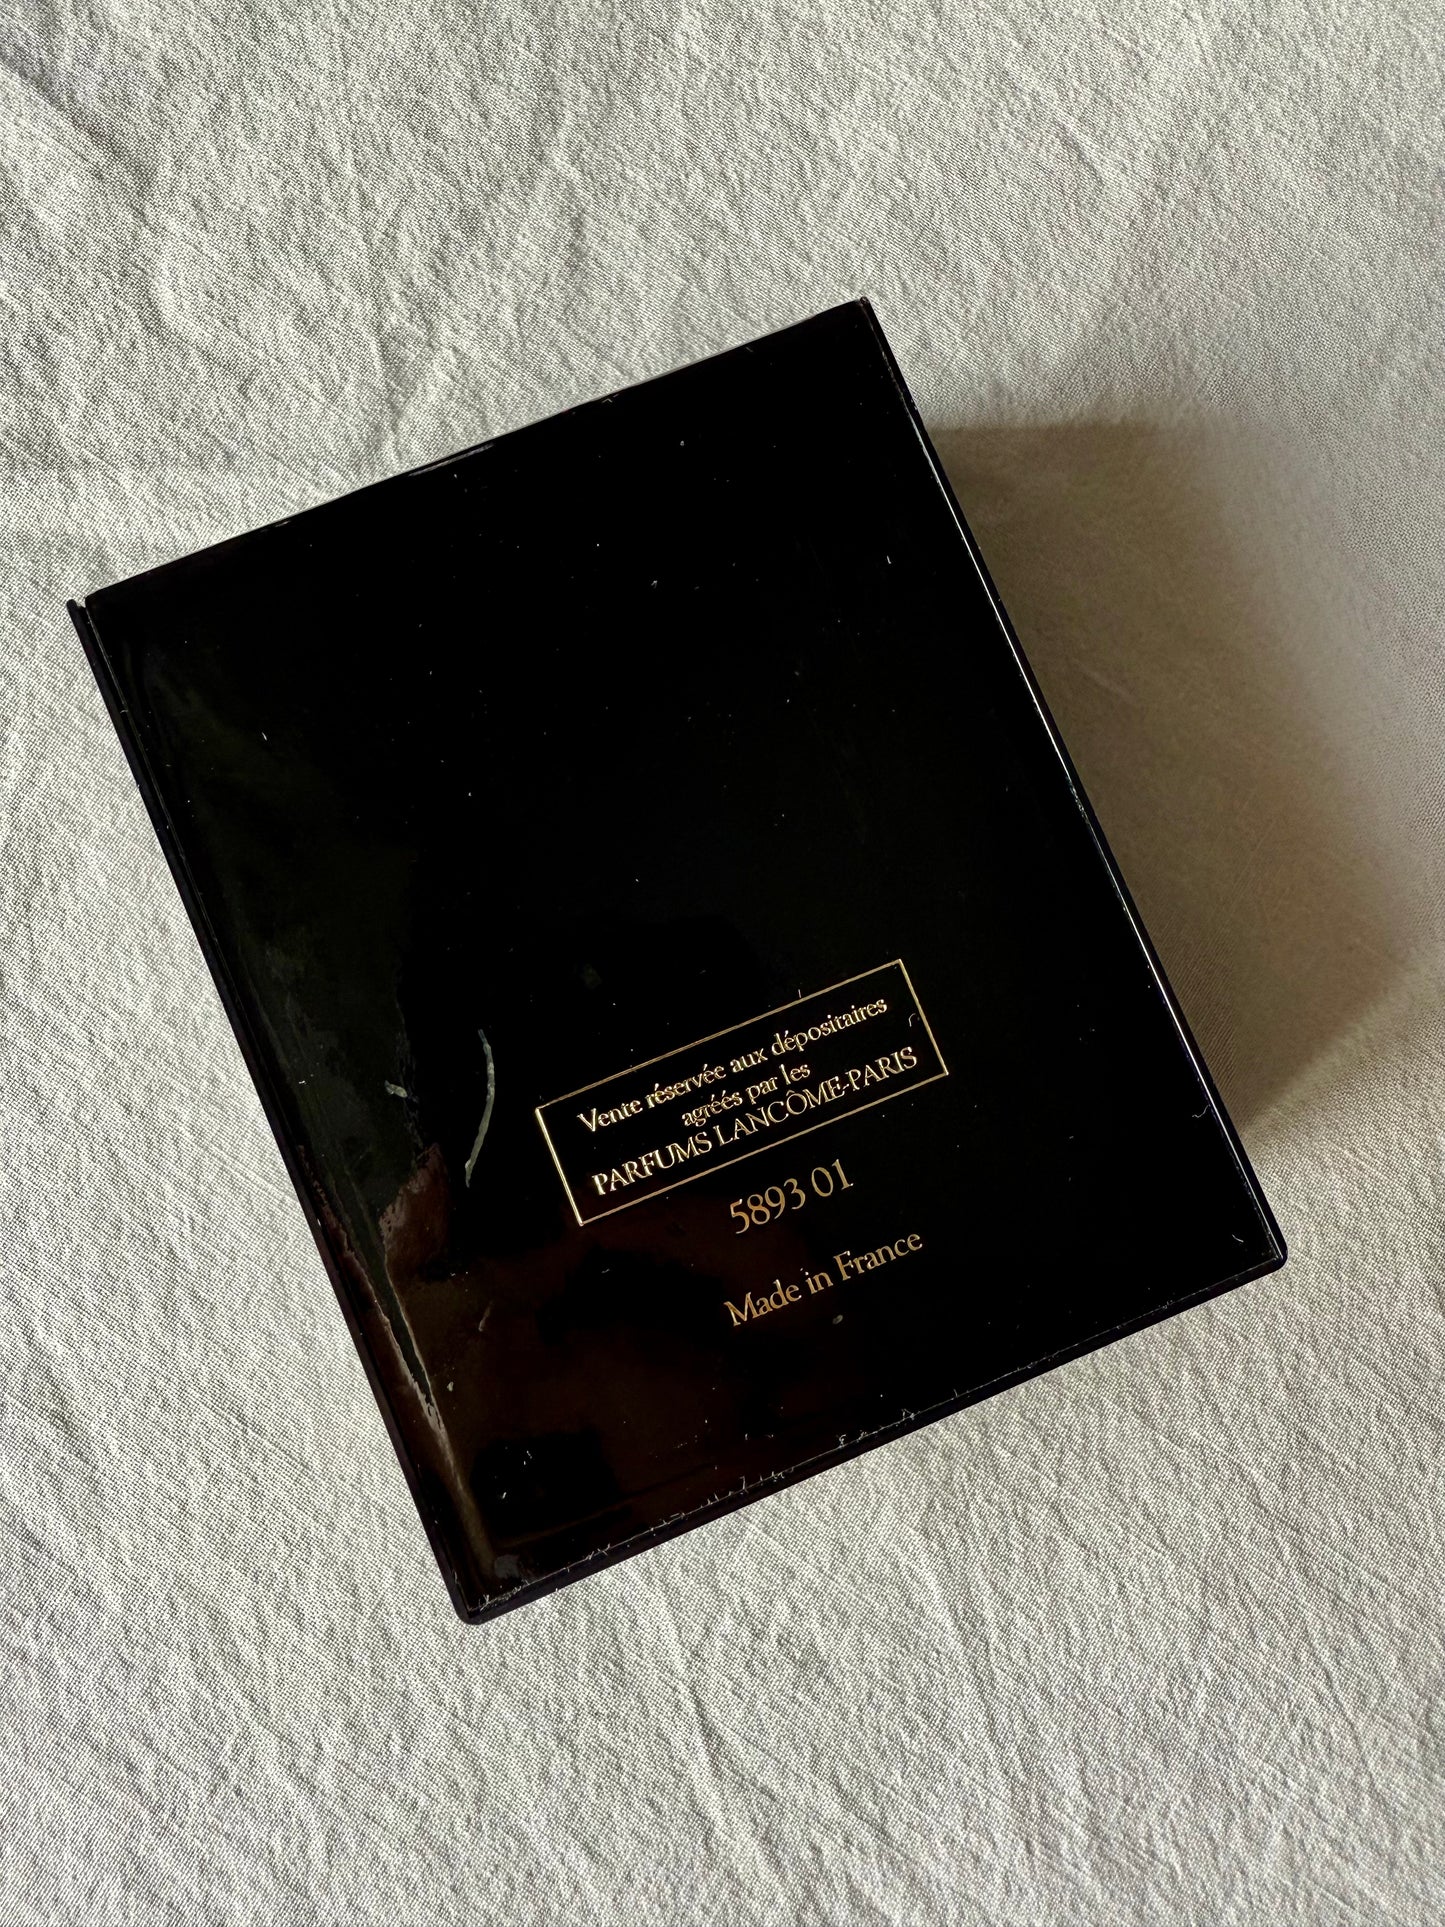 Vente réservée aux dépositaires
agréés par les
PARFUMS LANCÔME-PARIS
5893 01
Made in France